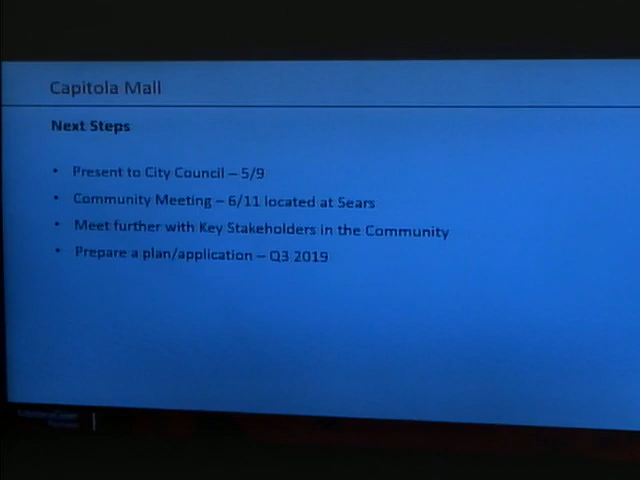 Capitola Mall
Next Steps
• Present to City Council – 5/9
• Community Meeting – 6/11 located at Sears
• Meet further with Key Stakeholders in the Community
• Prepare a plan/application – Q3 2019